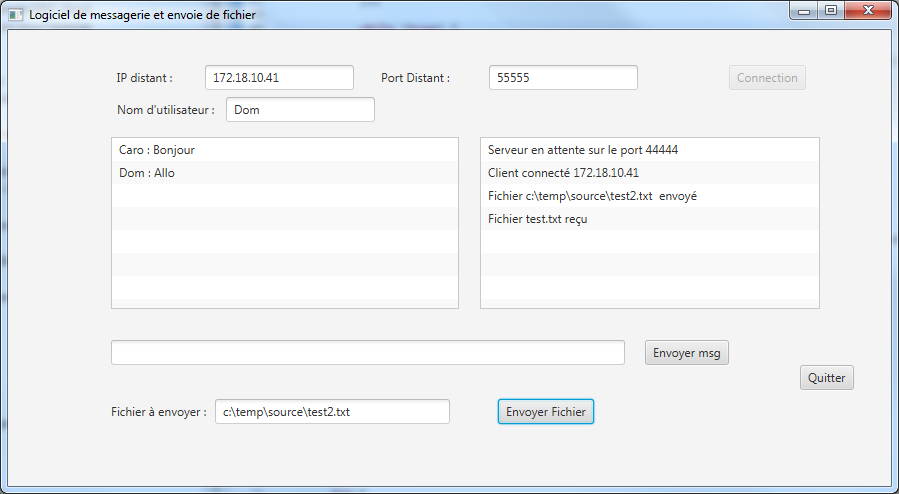 Logiciel de messagerie et envoie de fichier
IP distant : 172.18.10.41 Port Distant : 55555 Connection
Nom d'utilisateur : Dom
Caro : Bonjour
Dom : Allo
Serveur en attente sur le port 44444
Client connecté 172.18.10.41
Fichier c:\temp\source\test2.txt  envoyé
Fichier test.txt reçu
Envoyer msg
Quitter
Fichier à envoyer : c:\temp\source\test2.txt Envoyer Fichier